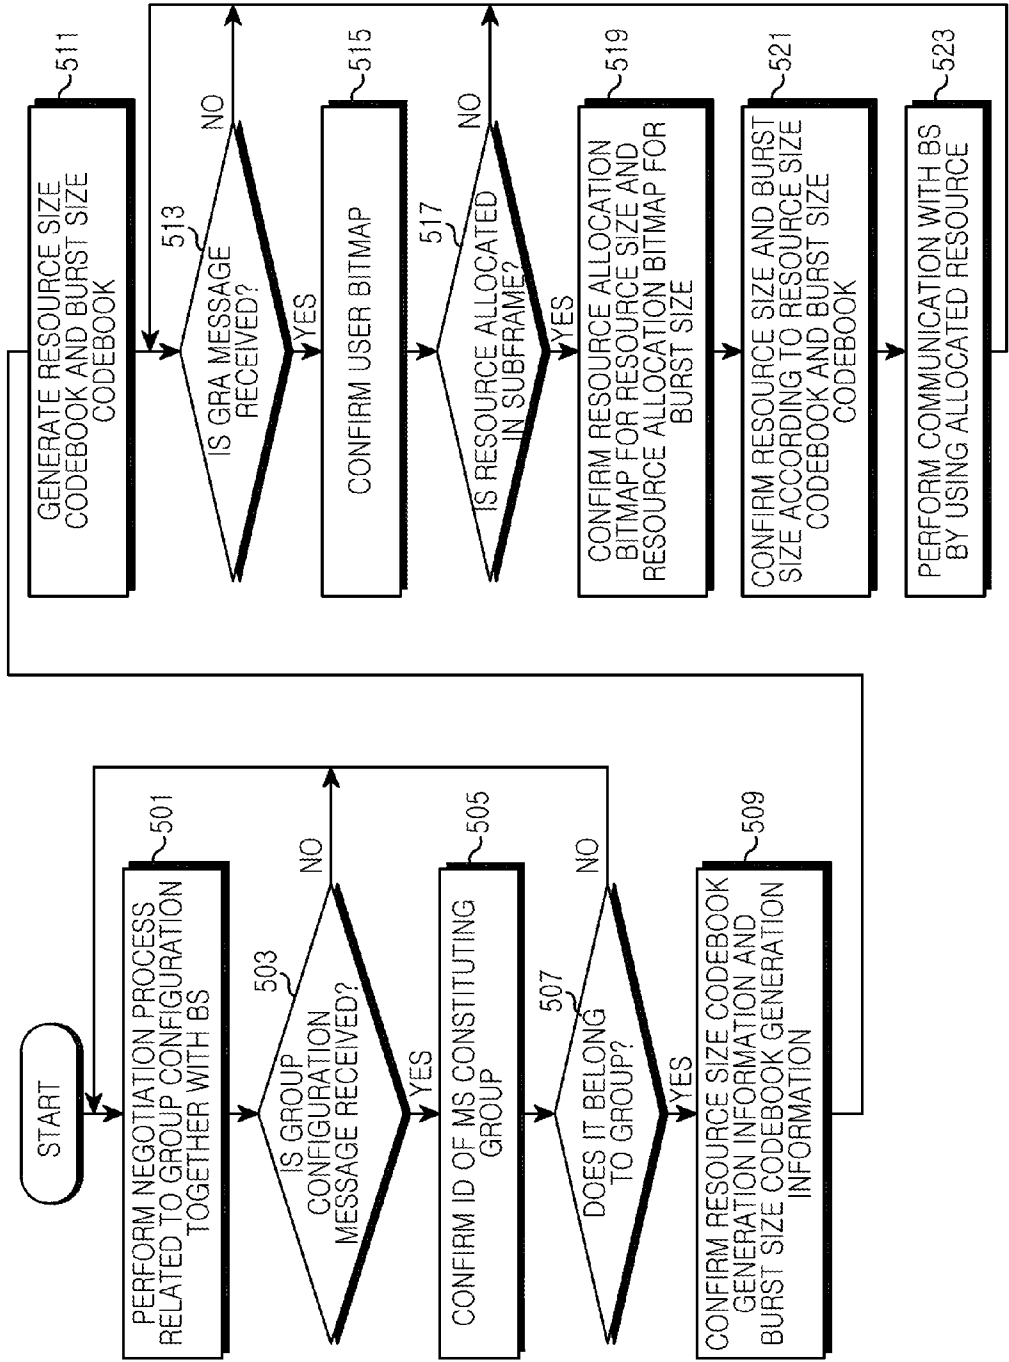 START
501
PERFORM NEGOTIATION PROCESS
RELATED TO GROUP CONFIGURATION
TOGETHER WITH BS
503
IS GROUP
CONFIGURATION
MESSAGE RECEIVED?
NO
YES
505
CONFIRM ID OF MS CONSTITUTING
GROUP
507
DOES IT BELONG
TO GROUP?
NO
YES
509
CONFIRM RESOURCE SIZE CODEBOOK
GENERATION INFORMATION AND
BURST SIZE CODEBOOK GENERATION
INFORMATION
511
GENERATE RESOURCE SIZE
CODEBOOK AND BURST SIZE
CODEBOOK
513
IS GRA MESSAGE
RECEIVED?
NO
YES
515
CONFIRM USER BITMAP
517
IS RESOURCE ALLOCATED
IN SUBFRAME?
NO
YES
519
CONFIRM RESOURCE ALLOCATION
BITMAP FOR RESOURCE SIZE AND
RESOURCE ALLOCATION BITMAP FOR
BURST SIZE
521
CONFIRM RESOURCE SIZE AND BURST
SIZE ACCORDING TO RESOURCE SIZE
CODEBOOK AND BURST SIZE
CODEBOOK
523
PERFORM COMMUNICATION WITH BS
BY USING ALLOCATED RESOURCE